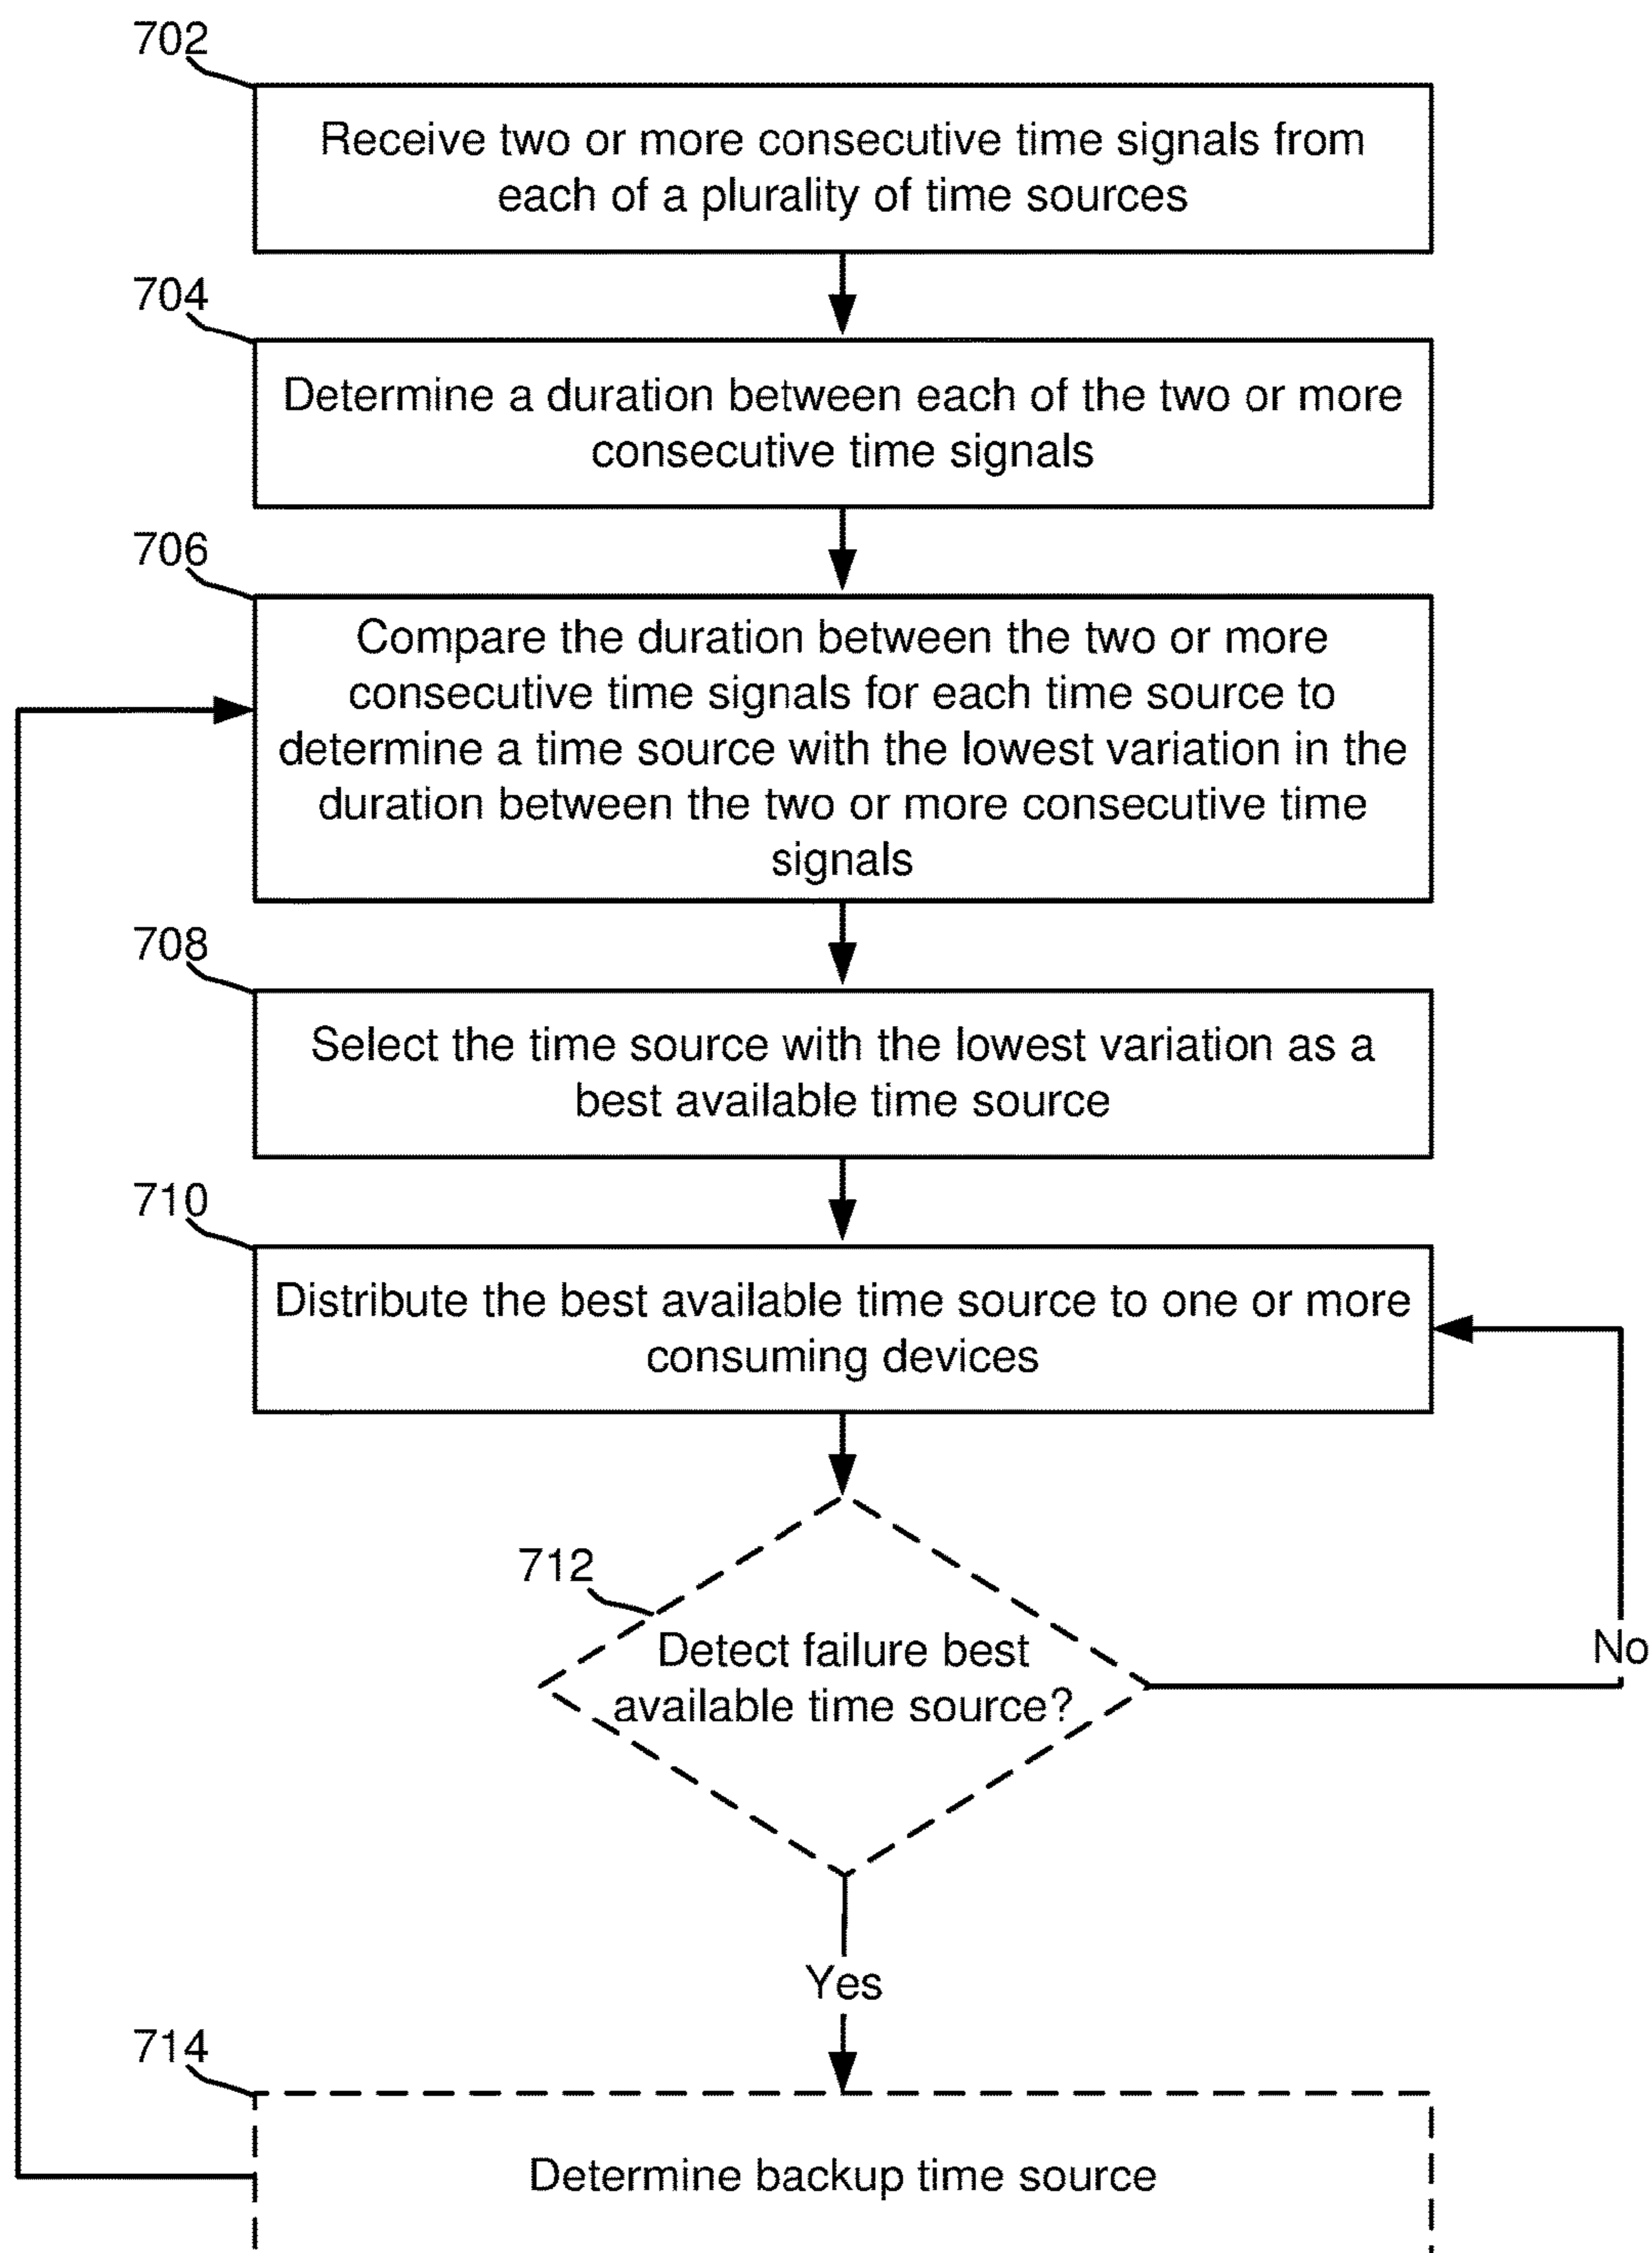 702
Receive two or more consecutive time signals from
each of a plurality of time sources
704
Determine a duration between each of the two or more
consecutive time signals
706
Compare the duration between the two or more
consecutive time signals for each time source to
determine a time source with the lowest variation in the
duration between the two or more consecutive time
signals
708
Select the time source with the lowest variation as a
best available time source
710
Distribute the best available time source to one or more
consuming devices
712
Detect failure best
available time source?
No
Yes
714
Determine backup time source